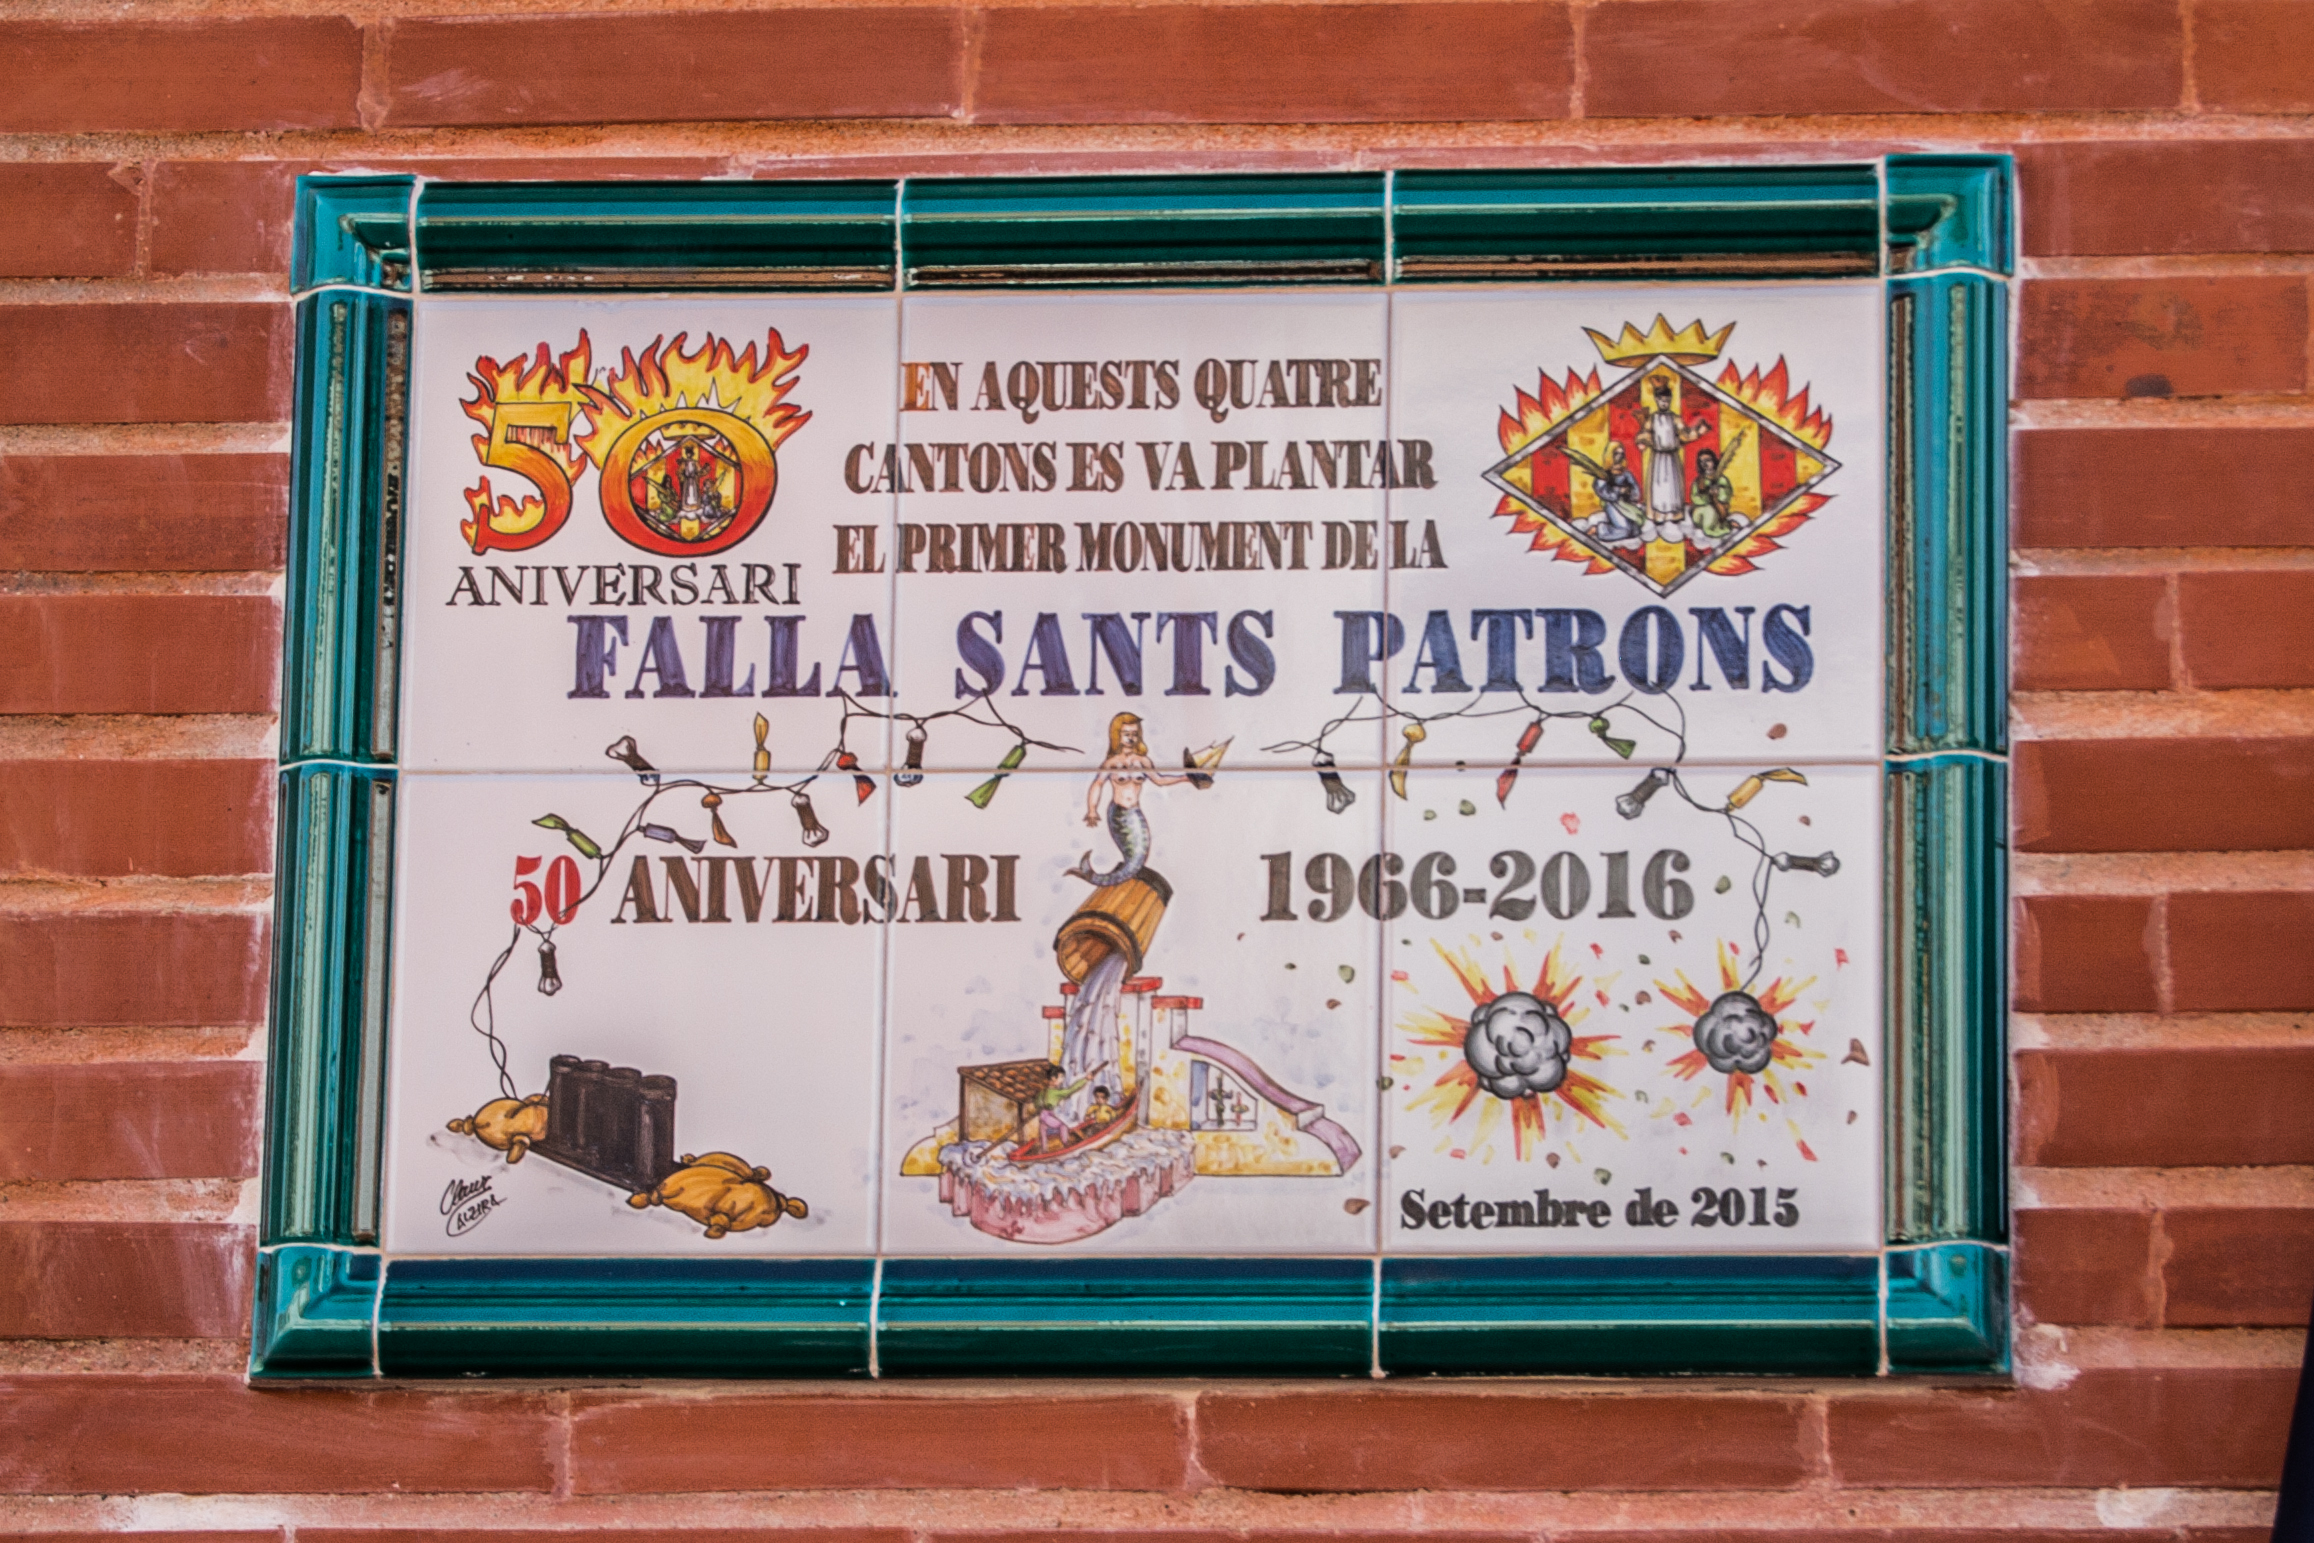 50
ANIVERSARI
EN AQUESTS QUATRE
CANTONS ES VA PLANTAR
EL PRIMER MONUMENT DE LA
FALLA SANTS PATRONS
50 ANIVERSARI 1966-2016
ALZIRA
Setembre de 2015